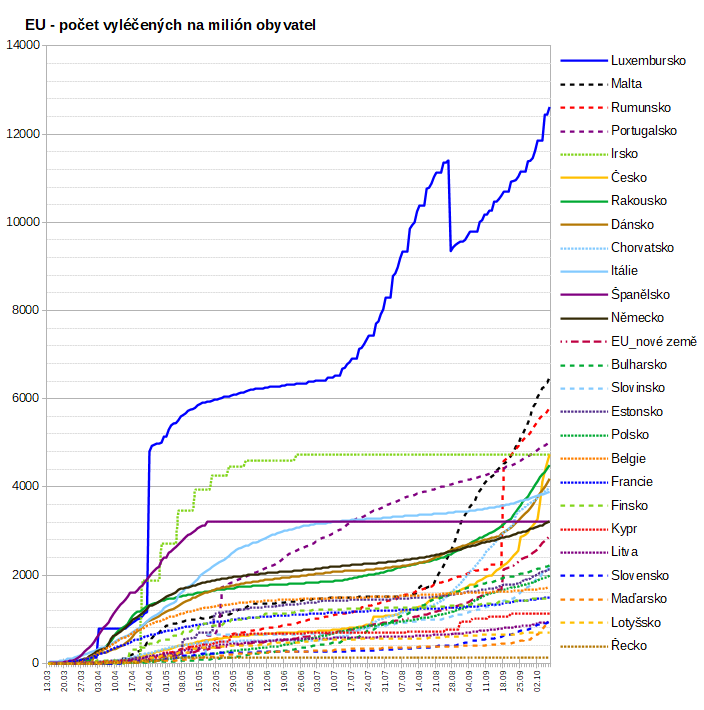 EU - počet vyléčených na milión obyvatel
14000
12000
10000
8000
6000
4000
2000
0
13.03
20.03
27.03
03.04
10.04
17.04
24.04
01.05
08.05
15.05
22.05
29.05
05.06
12.06
19.06
26.06
03.07
10.07
17.07
24.07
31.07
07.08
14.08
21.08
28.08
04.09
11.09
18.09
25.09
02.10
Luxembursko
Malta
Rumunsko
Portugalsko
Irsko
Česko
Rakousko
Dánsko
Chorvatsko
Itálie
Španělsko
Německo
EU_nové země
Bulharsko
Slovinsko
Estonsko
Polsko
Belgie
Francie
Finsko
Kypr
Litva
Slovensko
Maďarsko
Lotyšsko
Řecko